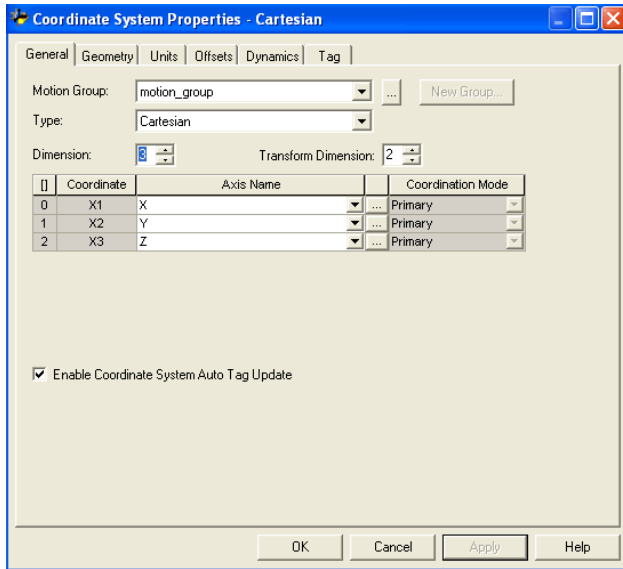 Coordinate System Properties - Cartesian
General Geometry Units Offsets Dynamics Tag
Motion Group: motion_group ... New Group...
Type: Cartesian
Dimension: 3 Transform Dimension: 2
[] Coordinate Axis Name Coordination Mode
0 X1 X ... Primary
1 X2 Y ... Primary
2 X3 Z ... Primary
Enable Coordinate System Auto Tag Update
OK Cancel Apply Help